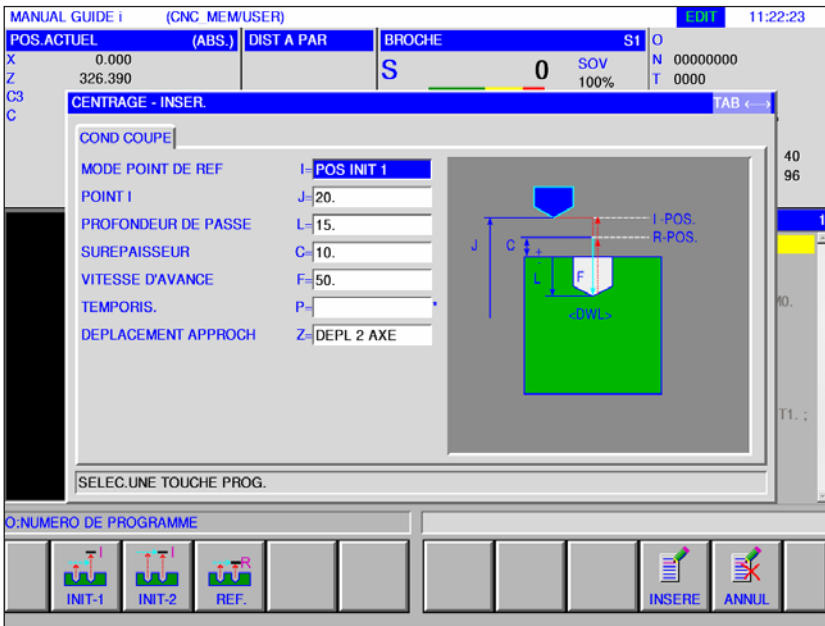 MANUAL GUIDE i (CNC_MEM/USER) EDIT 11:22:23
POS.ACTUEL (ABS.) DIST A PAR BROCHE S1 O
X 0.000 N 00000000
Z 326.390 S 0 SOV 100% T 0000
C3
C
CENTRAGE - INSER. TAB ←→
COND COUPE
MODE POINT DE REF I= POS INIT 1
POINT I J= 20.
PROFONDEUR DE PASSE L= 15.
SUREPAISSEUR C= 10.
VITESSE D'AVANCE F= 50.
TEMPORIS. P= *
DEPLACEMENT APPROCH Z= DEPL 2 AXE
I-POS.
R-POS.
J C + -
L F
<DWL>
40
96
1
M0.
T1. ;
SELEC.UNE TOUCHE PROG.
O:NUMERO DE PROGRAMME
I I R
INIT-1 INIT-2 REF. INSERE ANNUL